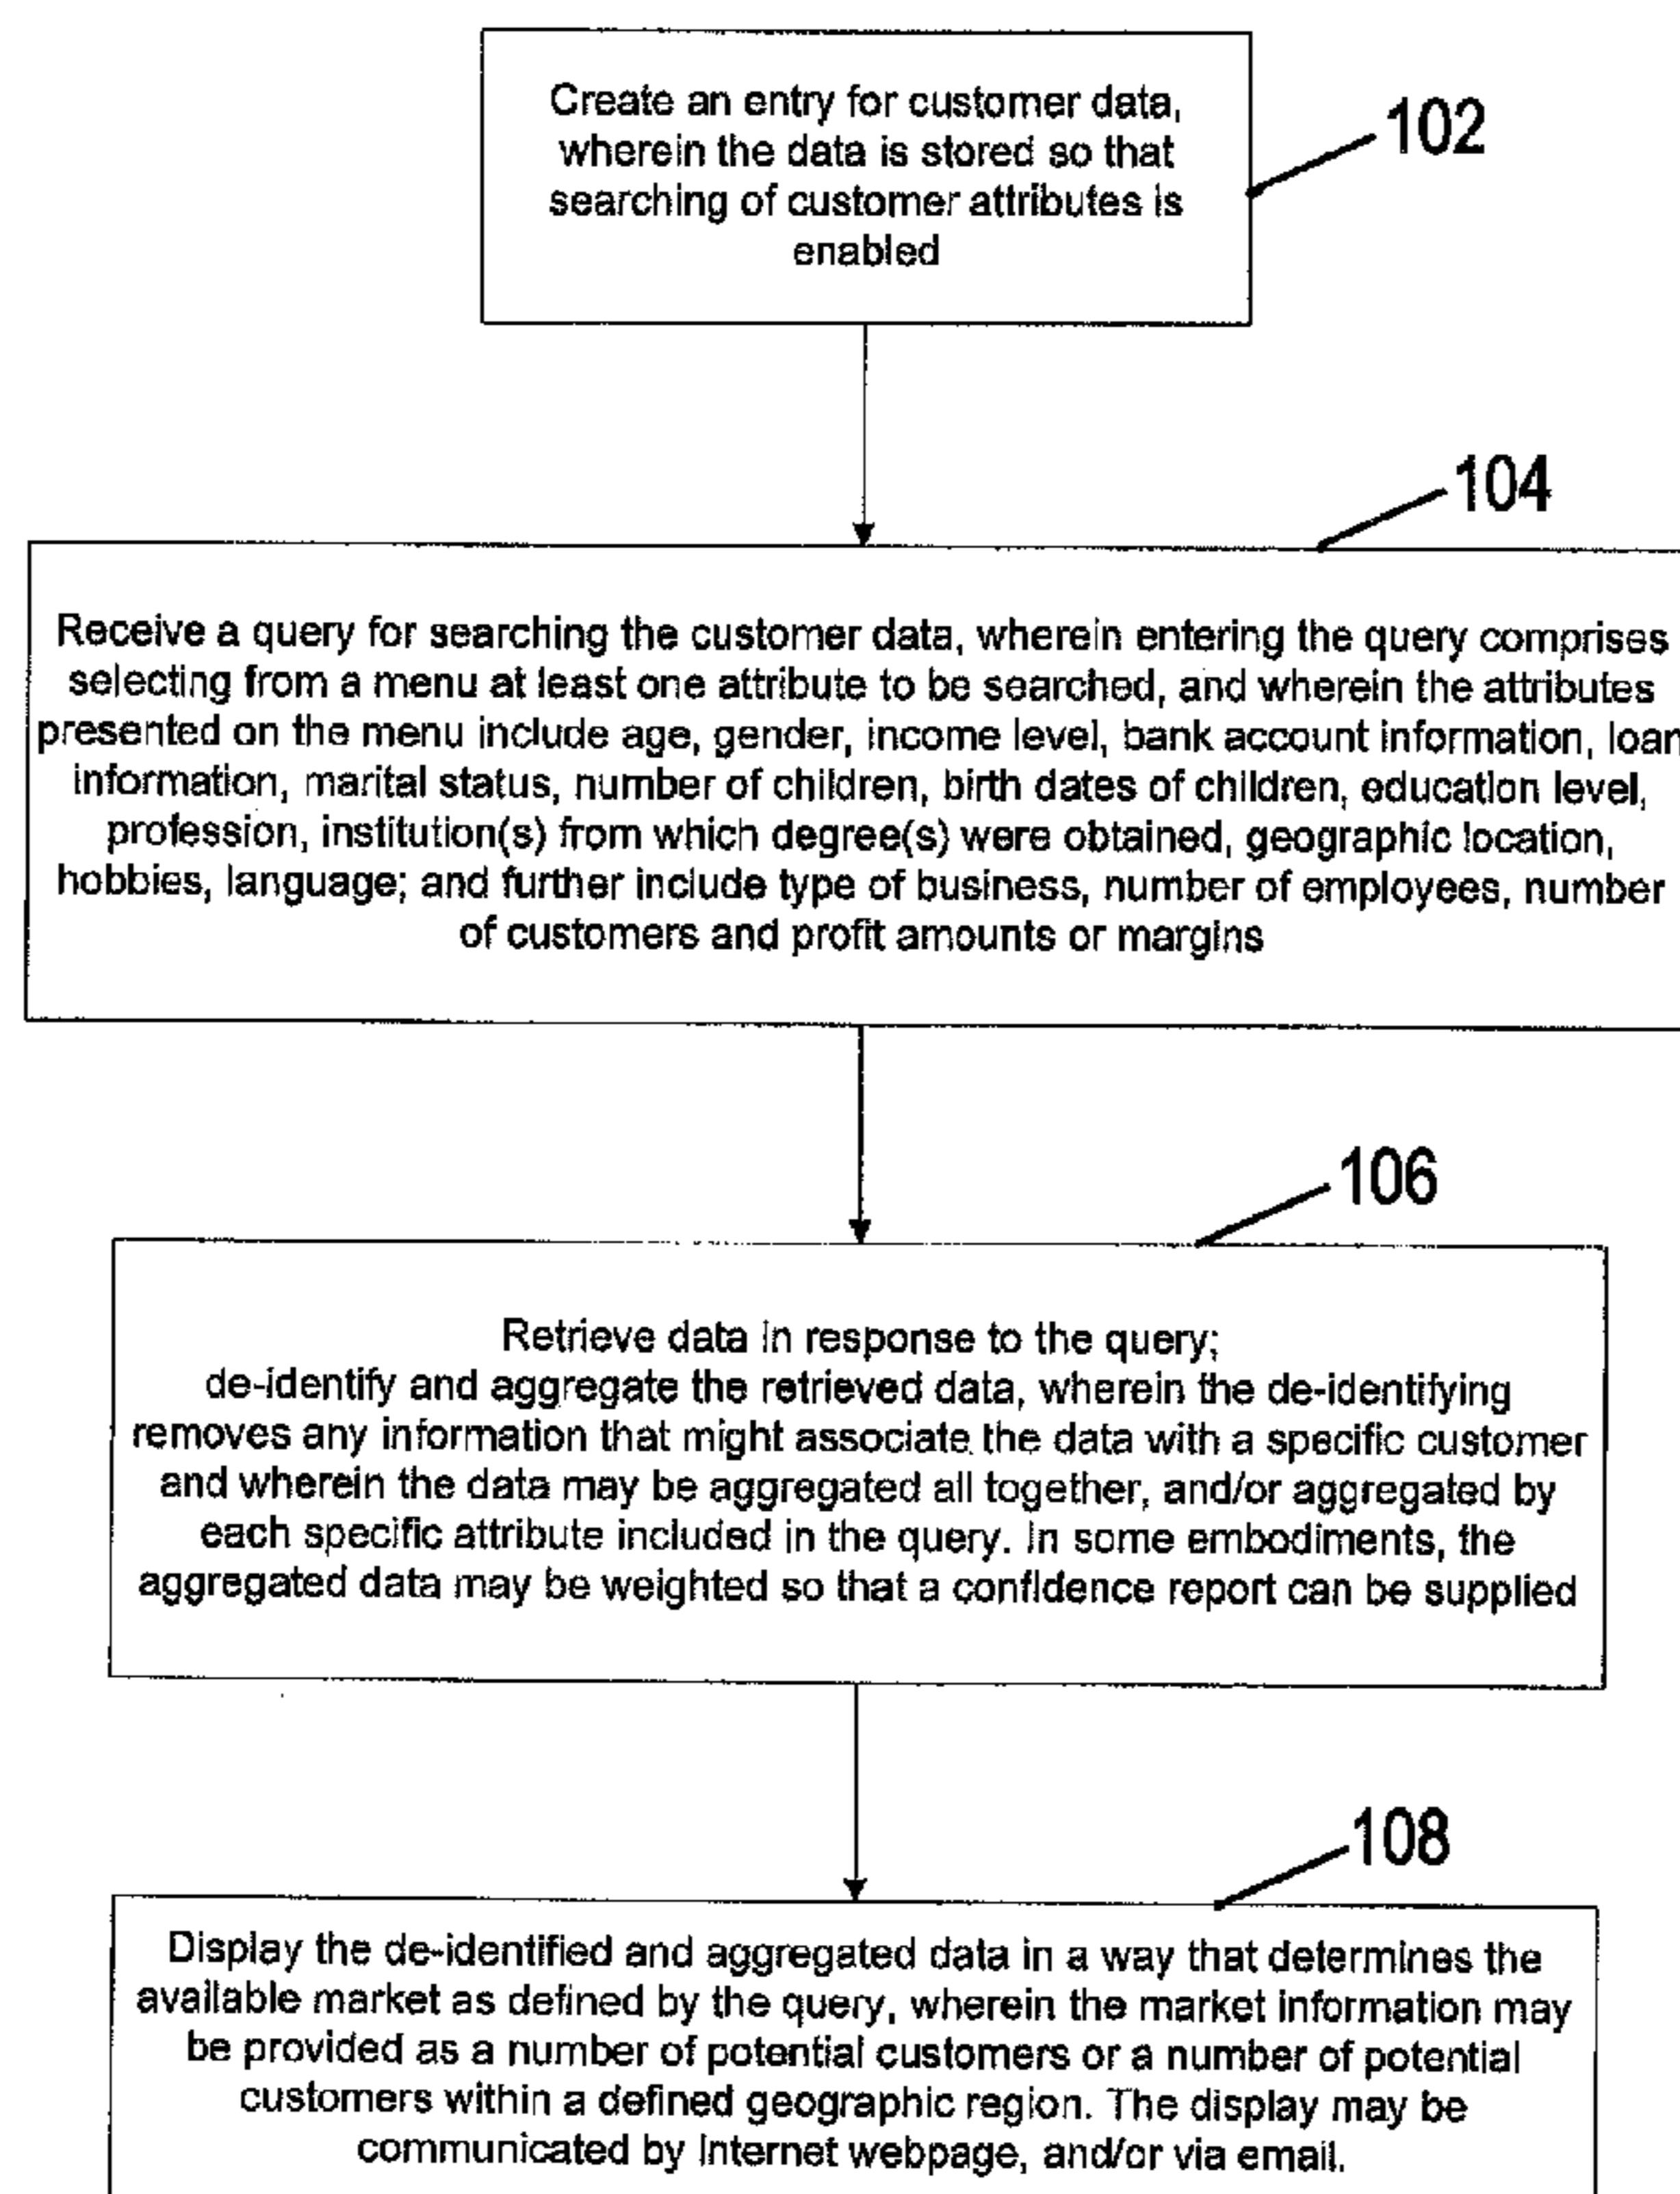 Create an entry for customer data,
wherein the data is stored so that
searching of customer attributes is
enabled
102
104
Receive a query for searching the customer data, wherein entering the query comprises
selecting from a menu at least one attribute to be searched, and wherein the attributes
presented on the menu include age, gender, income level, bank account information, loan
information, marital status, number of children, birth dates of children, education level,
profession, institution(s) from which degree(s) were obtained, geographic location,
hobbies, language; and further include type of business, number of employees, number
of customers and profit amounts or margins
106
Retrieve data in response to the query;
de-identify and aggregate the retrieved data, wherein the de-identifying
removes any information that might associate the data with a specific customer
and wherein the data may be aggregated all together, and/or aggregated by
each specific attribute included in the query. In some embodiments, the
aggregated data may be weighted so that a confidence report can be supplied
108
Display the de-identified and aggregated data in a way that determines the
available market as defined by the query, wherein the market information may
be provided as a number of potential customers or a number of potential
customers within a defined geographic region. The display may be
communicated by Internet webpage, and/or via email.